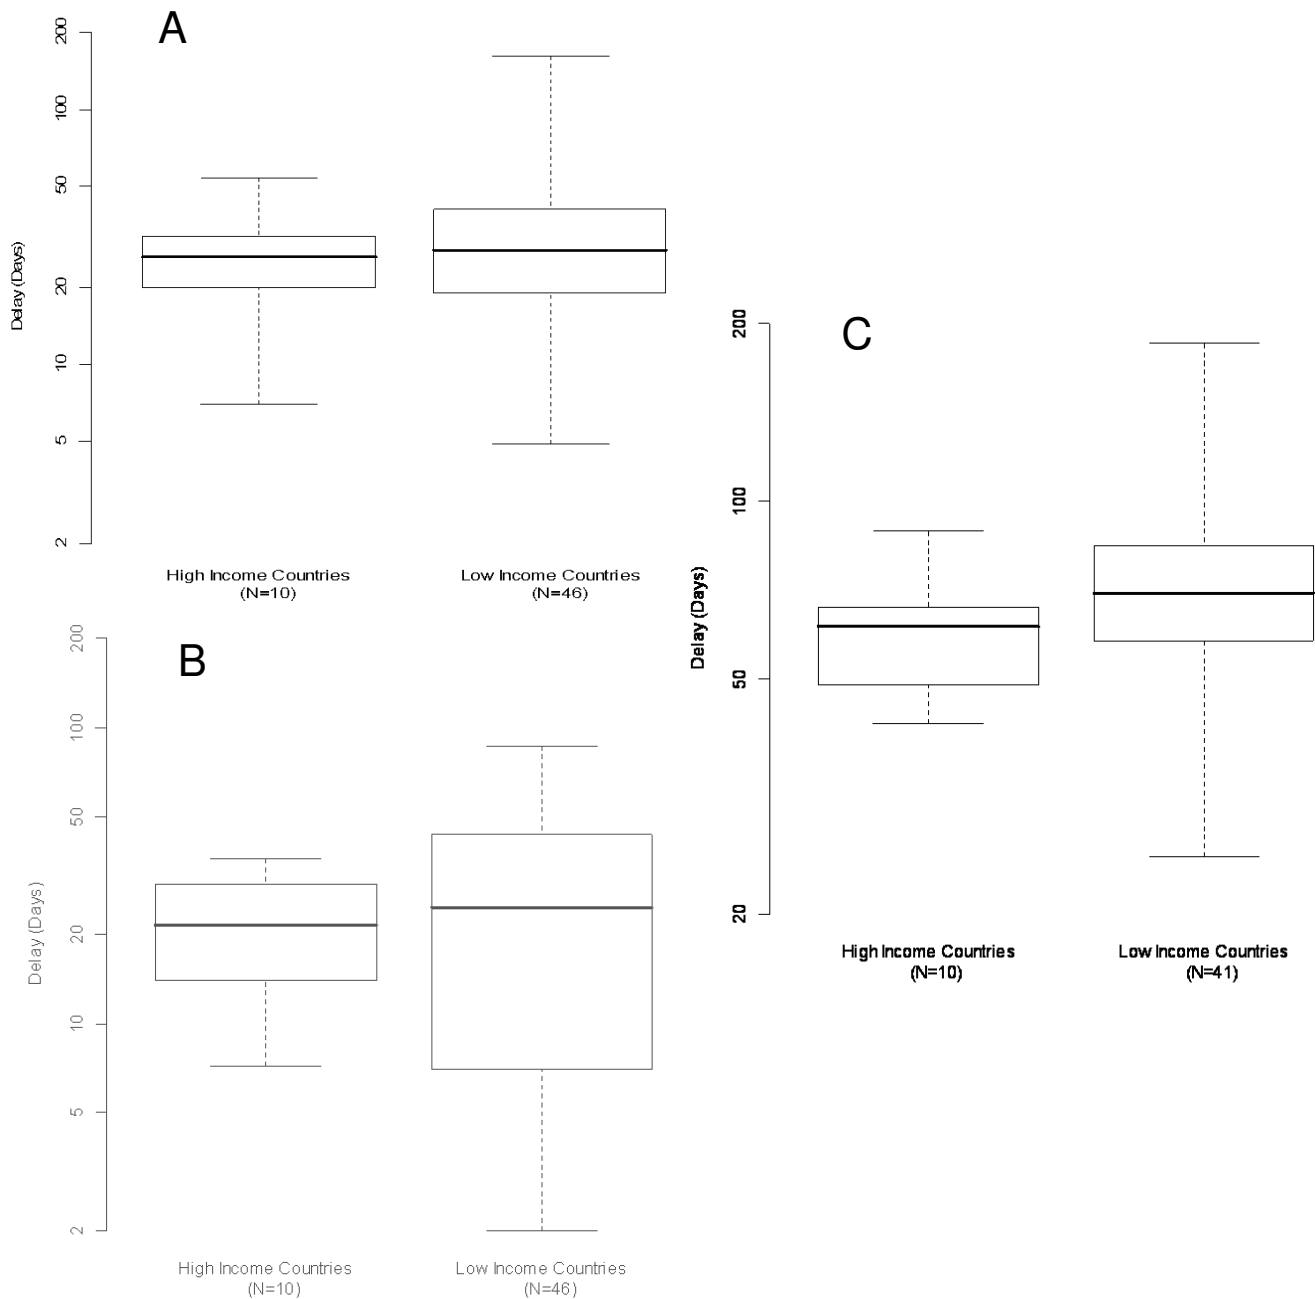 A
200
100
50
20
10
5
2
Delay (Days)
High Income Countries
(N=10)
Low Income Countries
(N=46)
B
200
100
50
20
10
5
2
Delay (Days)
High Income Countries
(N=10)
Low Income Countries
(N=46)
C
200
100
50
20
Delay (Days)
High Income Countries
(N=10)
Low Income Countries
(N=41)